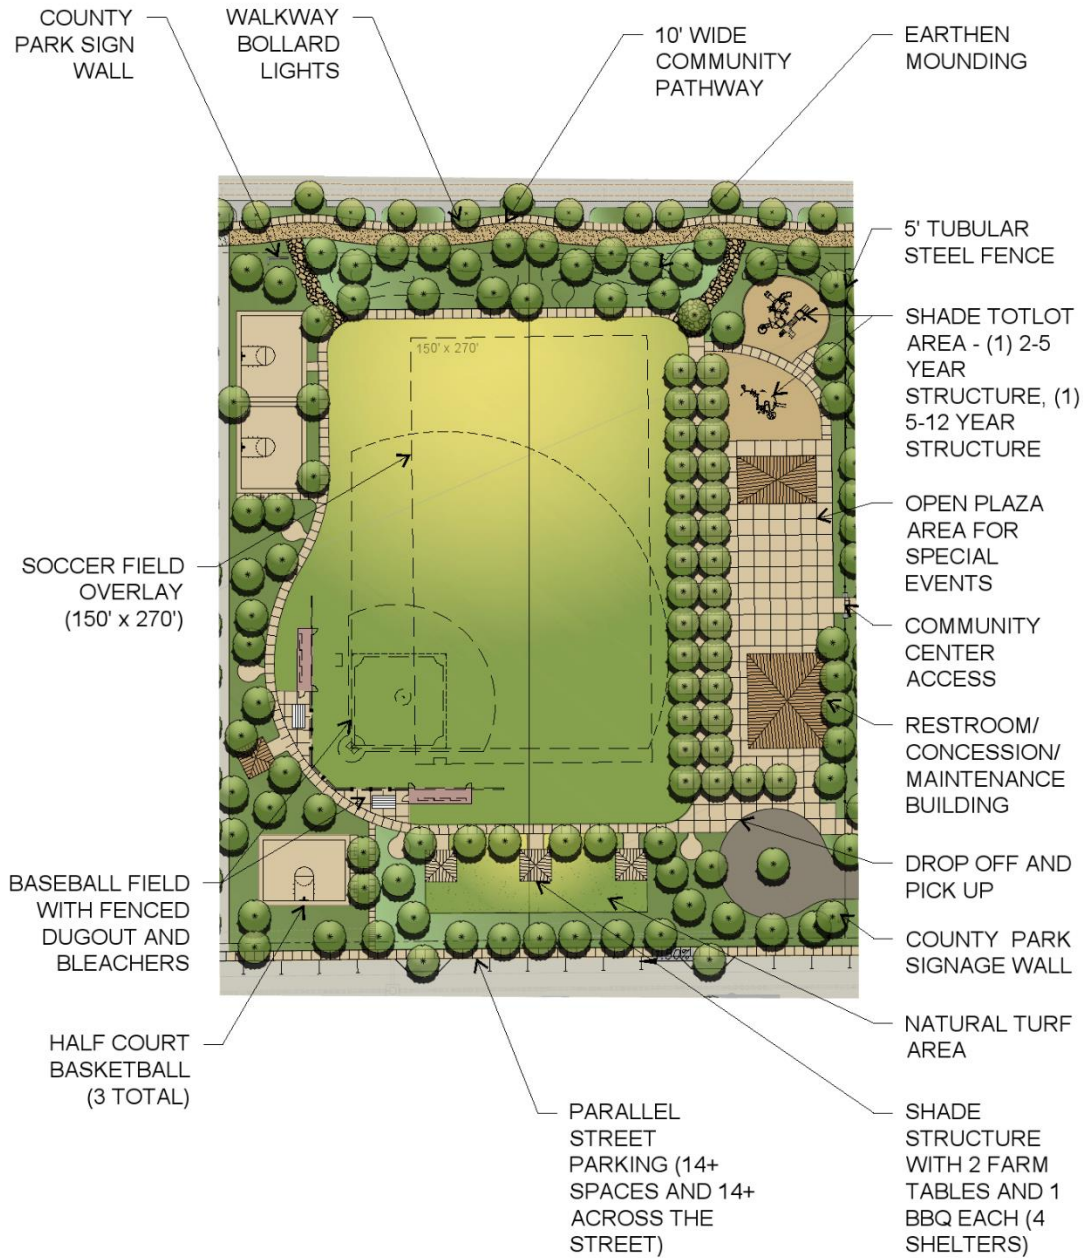 COUNTY
PARK SIGN
WALL
WALKWAY
BOLLARD
LIGHTS
10' WIDE
COMMUNITY
PATHWAY
EARTHEN
MOUNDING
5' TUBULAR
STEEL FENCE
SHADE TOTLOT
AREA - (1) 2-5
YEAR
STRUCTURE, (1)
5-12 YEAR
STRUCTURE
150' x 270'
OPEN PLAZA
AREA FOR
SPECIAL
EVENTS
SOCCER FIELD
OVERLAY
(150' x 270')
COMMUNITY
CENTER
ACCESS
RESTROOM/
CONCESSION/
MAINTENANCE
BUILDING
DROP OFF AND
PICK UP
BASEBALL FIELD
WITH FENCED
DUGOUT AND
BLEACHERS
COUNTY PARK
SIGNAGE WALL
NATURAL TURF
AREA
HALF COURT
BASKETBALL
(3 TOTAL)
PARALLEL
STREET
PARKING (14+
SPACES AND 14+
ACROSS THE
STREET)
SHADE
STRUCTURE
WITH 2 FARM
TABLES AND 1
BBQ EACH (4
SHELTERS)